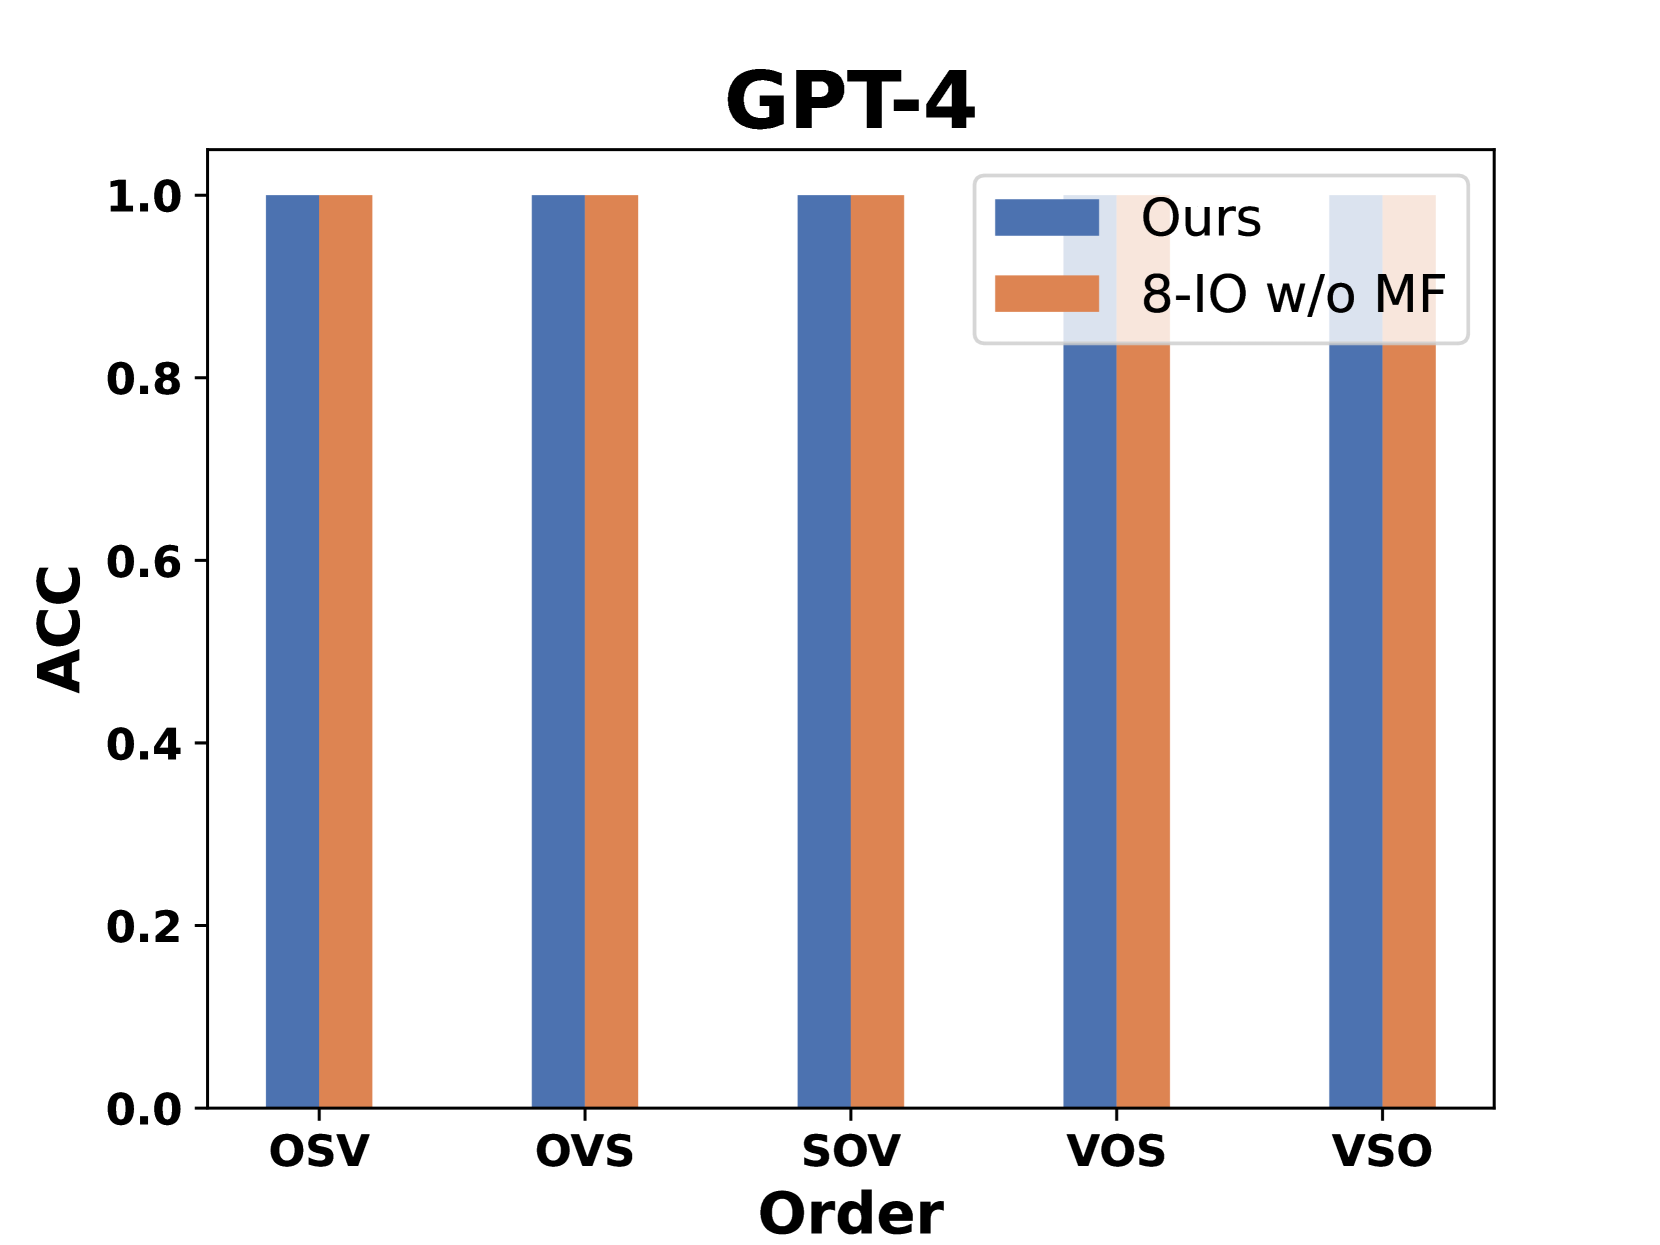 GPT-4
Ours
8-IO w/o MF
ACC
1.0
0.8
0.6
0.4
0.2
0.0
OSV OVS SOV VOS VSO
Order